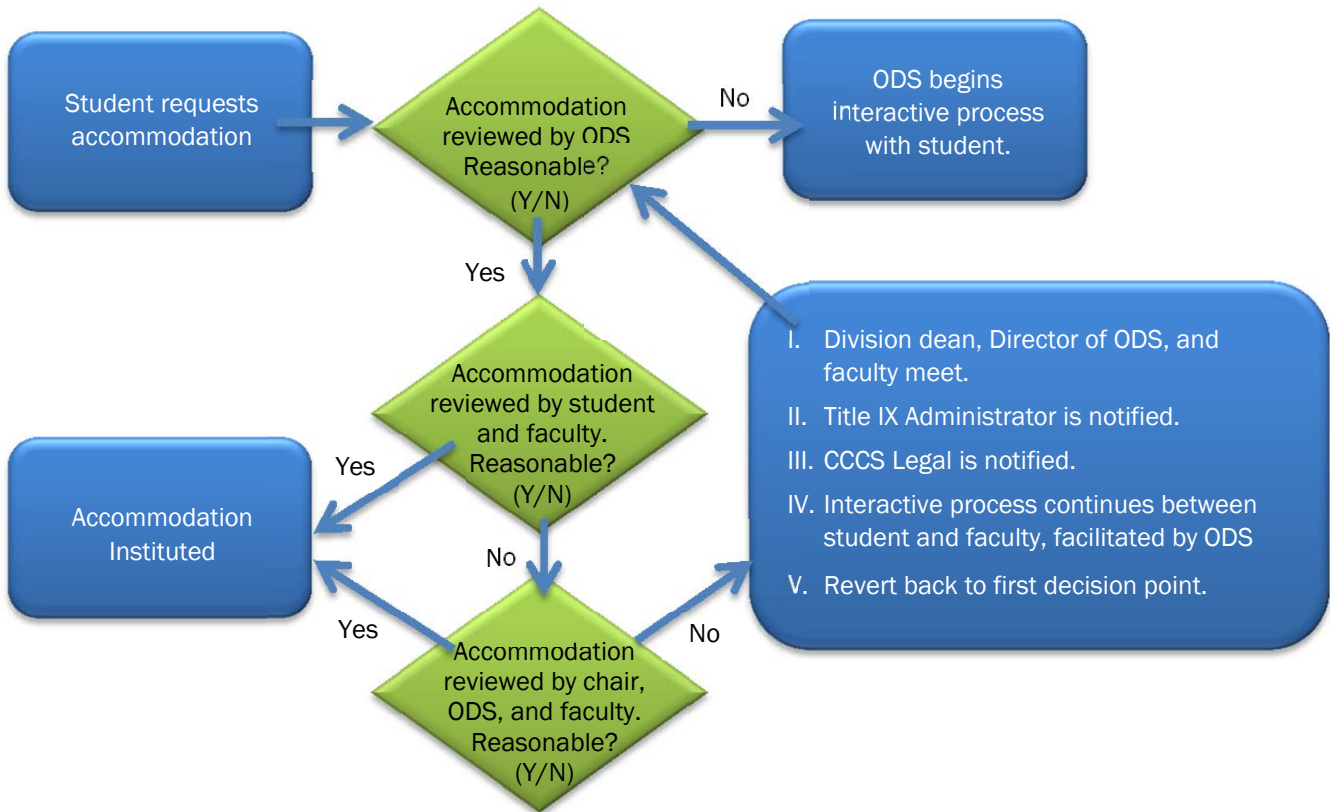 Student requests
accommodation
Accommodation
reviewed by ODS
Reasonable?
(Y/N)
No
ODS begins
interactive process
with student.
Yes
Accommodation
reviewed by student
and faculty.
Reasonable?
(Y/N)
Yes
Accommodation
Instituted
No
Yes
Accommodation
reviewed by chair,
ODS, and faculty.
Reasonable?
(Y/N)
No
I. Division dean, Director of ODS, and
faculty meet.
II. Title IX Administrator is notified.
III. CCCS Legal is notified.
IV. Interactive process continues between
student and faculty, facilitated by ODS
V. Revert back to first decision point.